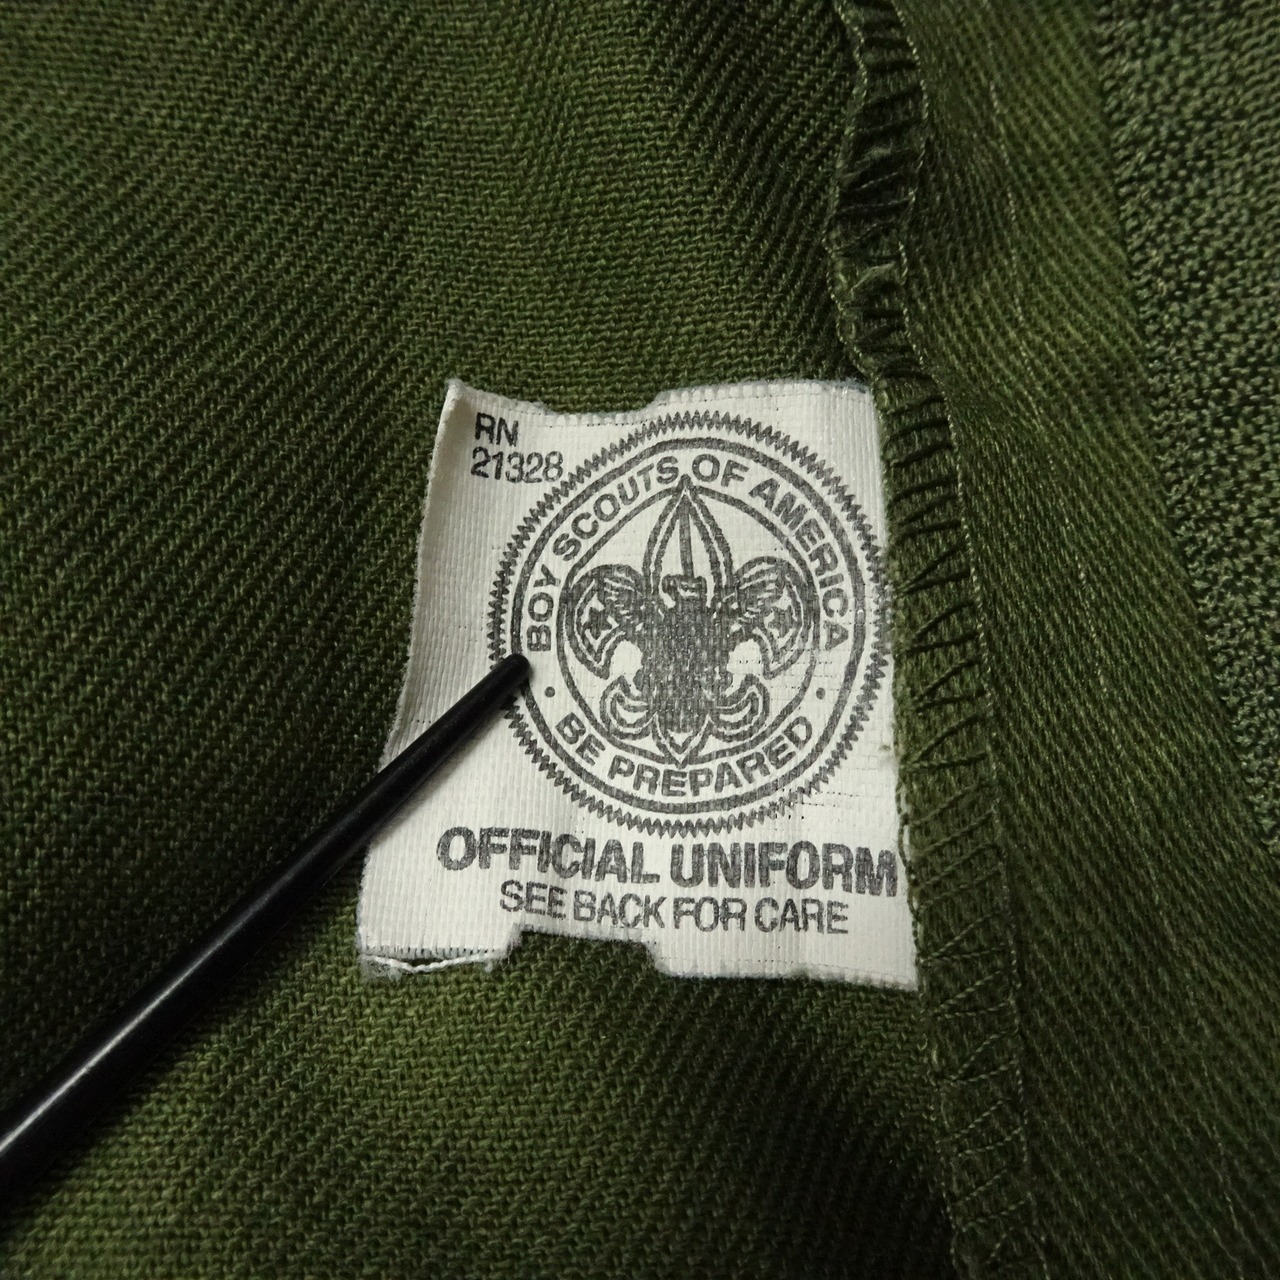 RN
21328
BOY SCOUTS OF AMERICA
• BE PREPARED •
OFFICIAL UNIFORM
SEE BACK FOR CARE